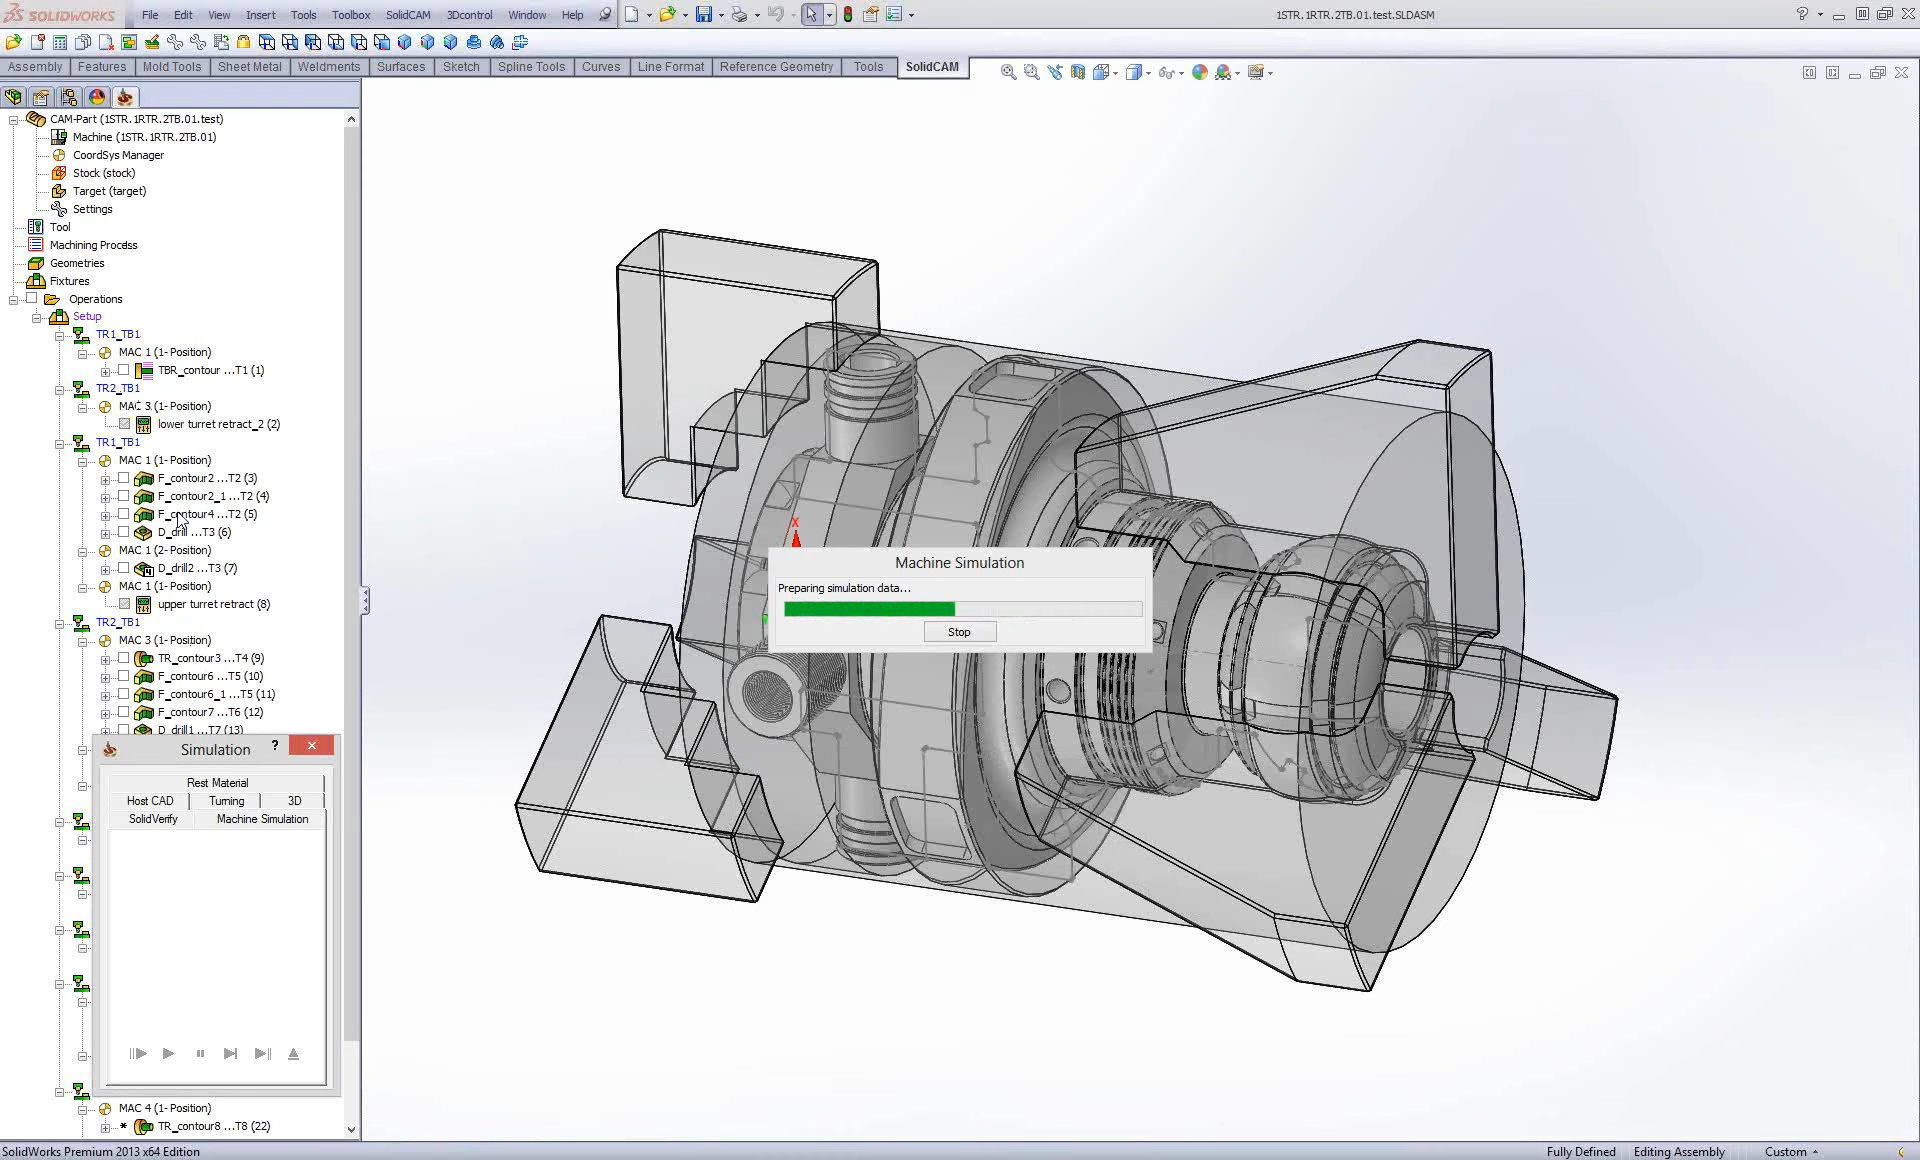 SOLIDWORKS File Edit View Insert Tools Toolbox SolidCAM 3Dcontrol Window Help 1STR.1RTR.2TB.01.test.SLDASM
Assembly Features Mold Tools Sheet Metal Weldments Surfaces Sketch Spline Tools Curves Line Format Reference Geometry Tools SolidCAM
CAM-Part (1STR.1RTR.2TB.01.test)
Machine (1STR.1RTR.2TB.01)
CoordSys Manager
Stock (stock)
Target (target)
Settings
Tool
Machining Process
Geometries
Fixtures
Operations
Setup
TR1_TB1
MAC 1 (1- Position)
TBR_contour ...T1 (1)
TR2_TB1
MAC 3 (1- Position)
lower turret retract_2 (2)
TR1_TB1
MAC 1 (1- Position)
F_contour2 ...T2 (3)
F_contour2_1 ...T2 (4)
F_contour4 ...T2 (5)
D_drill ...T3 (6)
MAC 1 (2- Position)
D_drill2 ...T3 (7)
MAC 1 (1- Position)
upper turret retract (8)
TR2_TB1
MAC 3 (1- Position)
TR_contour3 ...T4 (9)
F_contour6 ...T5 (10)
F_contour6_1 ...T5 (11)
F_contour7 ...T6 (12)
D_drill1 ...T7 (13)
Simulation ?
Rest Material
Host CAD Turning 3D
SolidVerify Machine Simulation
MAC 4 (1- Position)
* TR_contour8 ...T8 (22)
X
Machine Simulation
Preparing simulation data...
Stop
SolidWorks Premium 2013 x64 Edition Fully Defined Editing Assembly Custom